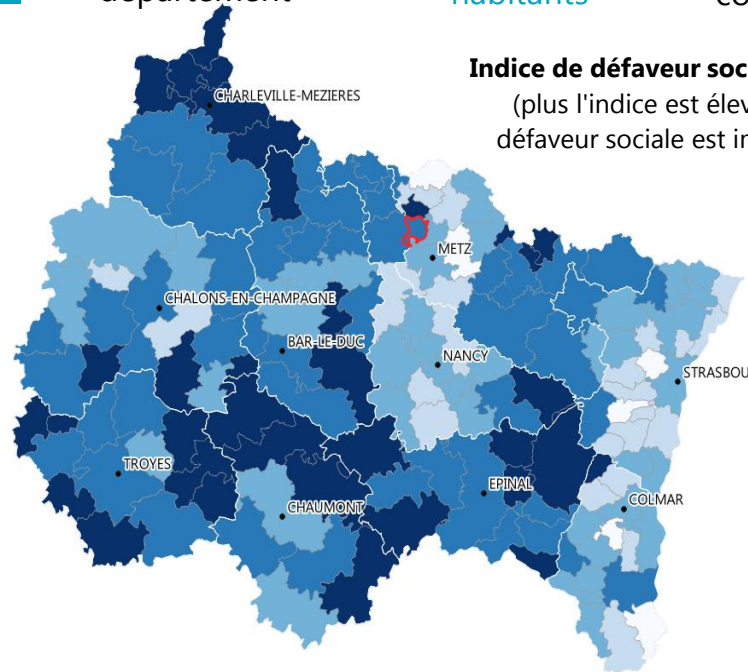 habitants
Indice de défaveur soc
(plus l'indice est élev
défaveur sociale est in
CHARLEVILLE-MEZIERES
METZ
CHALONS-EN-CHAMPAGNE
BAR-LE-DUC
NANCY
STRASBOU
TROYES
EPINAL
CHAUMONT
COLMAR